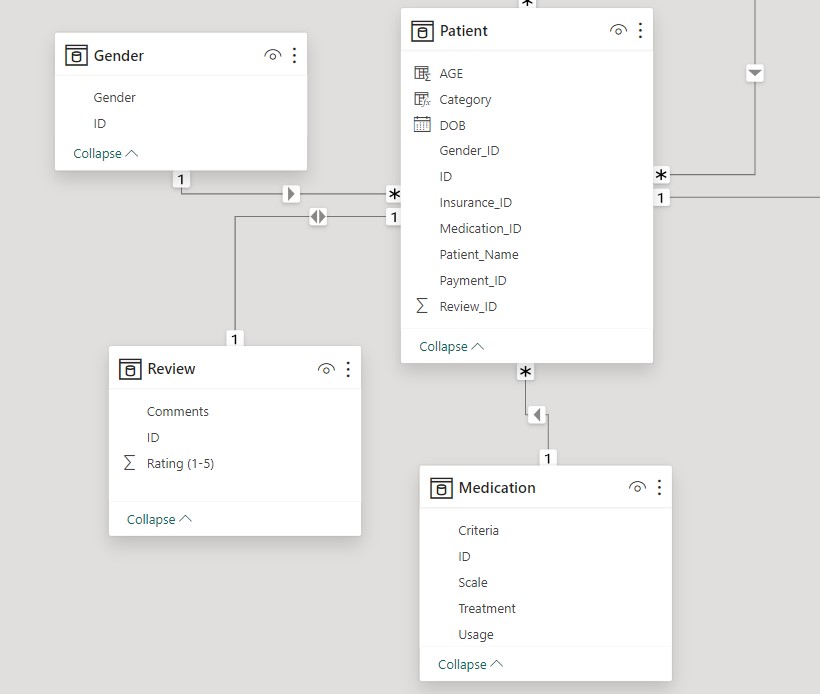 Gender
Gender
ID
Collapse
1
*
1
1
*
Patient
AGE
Category
DOB
Gender_ID
ID
Insurance_ID
Medication_ID
Patient_Name
Payment_ID
Σ Review_ID
Collapse
*
1
Review
Comments
ID
Σ Rating (1-5)
Collapse
*
1
Medication
Criteria
ID
Scale
Treatment
Usage
Collapse